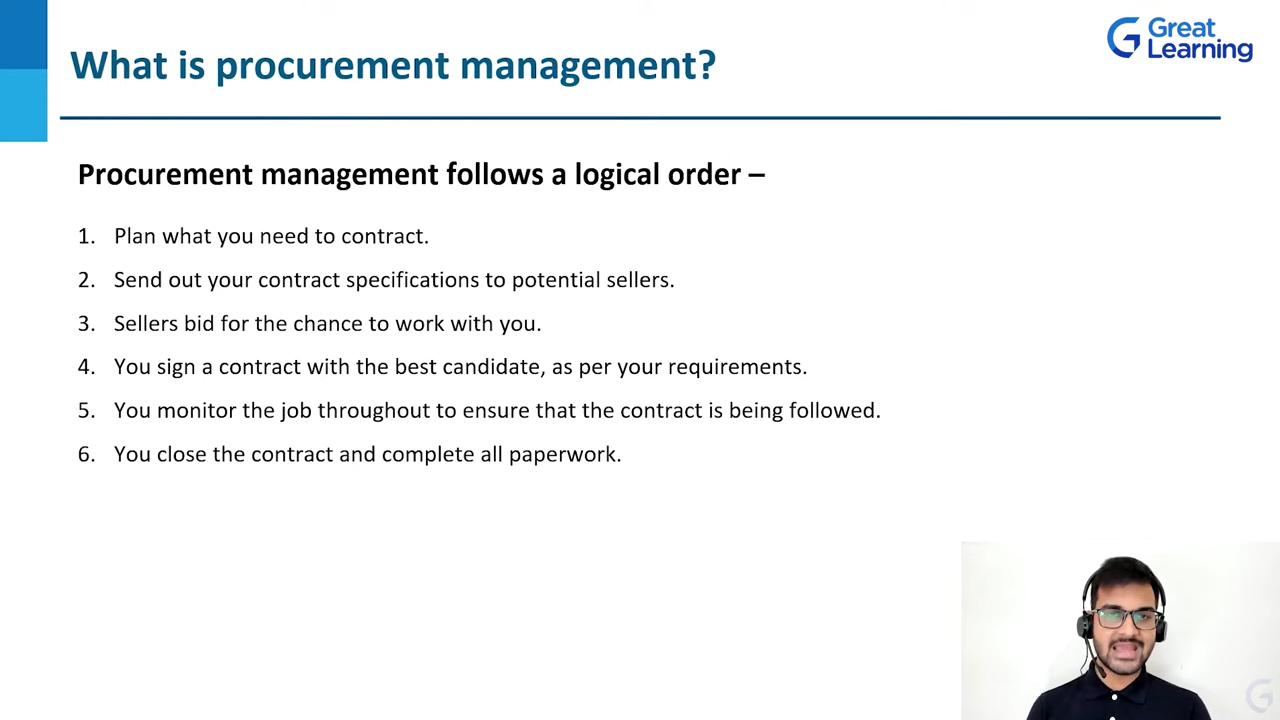 What is procurement management?
Great
Learning
Procurement management follows a logical order –
1. Plan what you need to contract.
2. Send out your contract specifications to potential sellers.
3. Sellers bid for the chance to work with you.
4. You sign a contract with the best candidate, as per your requirements.
5. You monitor the job throughout to ensure that the contract is being followed.
6. You close the contract and complete all paperwork.